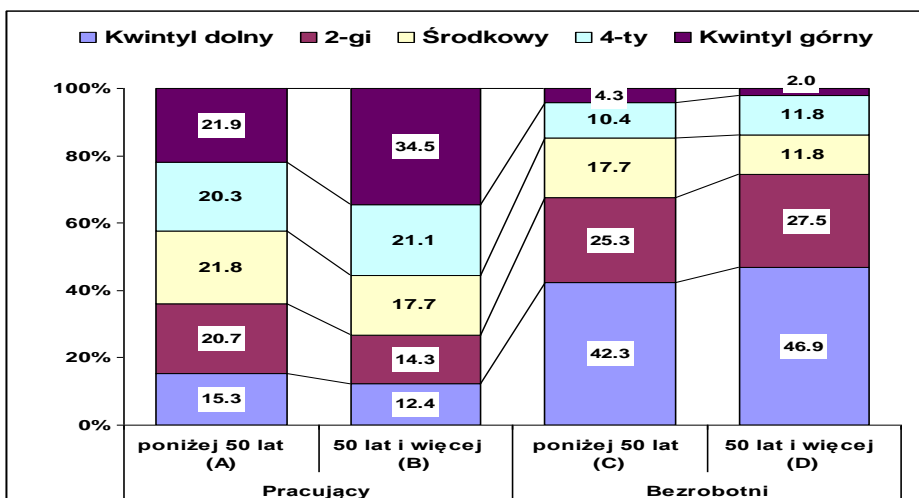 Kwintyl dolny 2-gi Środkowy 4-ty Kwintyl górny
100%
80%
60%
40%
20%
0%
21.9
20.3
21.8
20.7
15.3
34.5
21.1
17.7
14.3
12.4
4.3
10.4
17.7
25.3
42.3
2.0
11.8
11.8
27.5
46.9
poniżej 50 lat
(A)
50 lat i więcej
(B)
poniżej 50 lat
(C)
50 lat i więcej
(D)
Pracujący
Bezrobotni